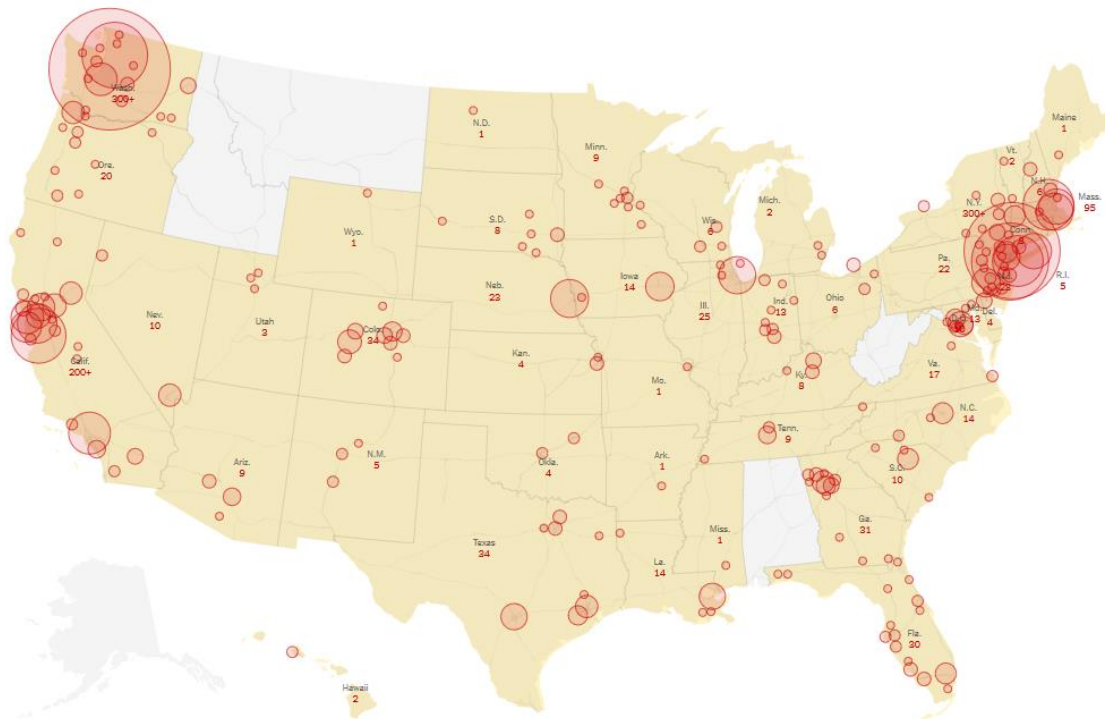 Maine
1
N.D.
1
Wash.
300+
Minn.
9
Vt.
2
Ore.
20
N.H.
6
Mass.
95
Mich.
2
N.Y.
300+
S.D.
8
Wis.
6
Wyo.
1
Conn.
Pa.
22
R.I.
5
Iowa
14
Neb.
23
Ill.
25
Ind.
13
Ohio
6
Nev.
10
Utah
3
Colo.
34
Md.
13
Del.
4
D.C.
Calif.
200+
Kan.
4
Va.
17
Mo.
1
Ky.
8
N.C.
14
Tenn.
9
N.M.
5
Ariz.
9
Okla.
4
Ark.
1
S.C.
10
Ga.
31
Miss.
1
Texas
34
La.
14
Fla.
30
Hawaii
2